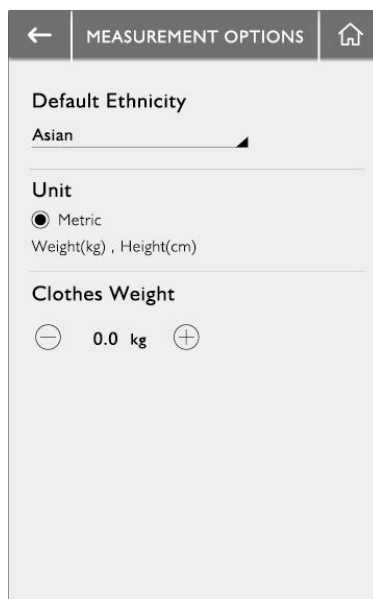 MEASUREMENT OPTIONS
Default Ethnicity
Asian
Unit
Metric
Weight(kg) , Height(cm)
Clothes Weight
0.0 kg